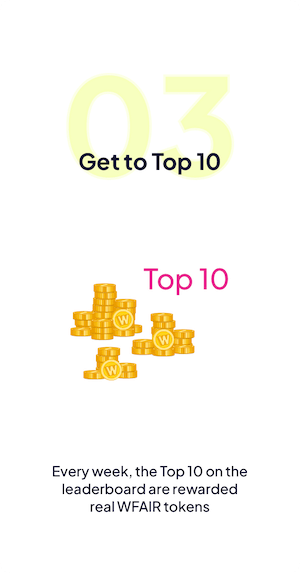 03
Get to Top 10
Top 10
W
W
W
Every week, the Top 10 on the
leaderboard are rewarded
real WFAIR tokens